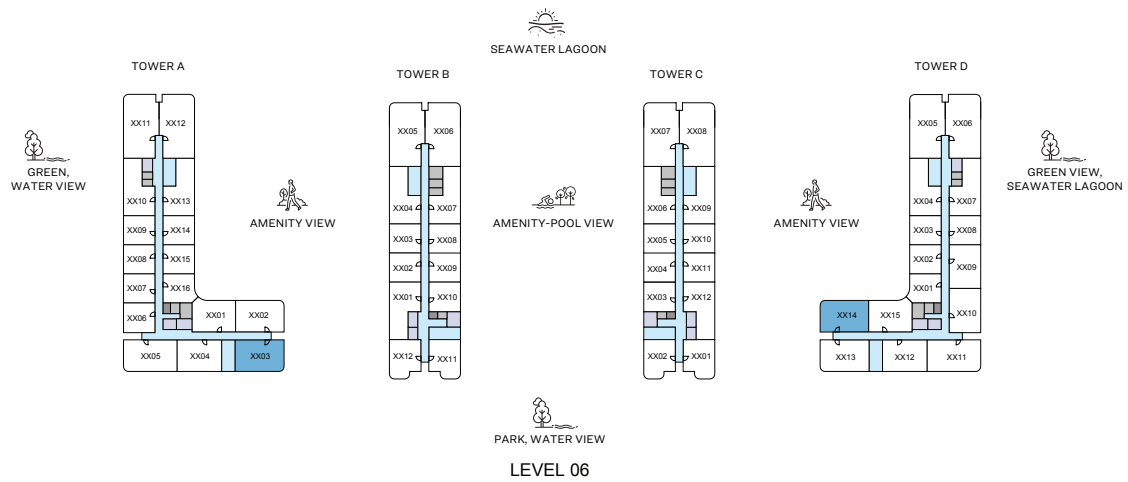 SEAWATER LAGOON
TOWER A
TOWER B
TOWER C
TOWER D
GREEN,
WATER VIEW
AMENITY VIEW
AMENITY-POOL VIEW
AMENITY VIEW
GREEN VIEW,
SEAWATER LAGOON
XX11 XX12
XX10 XX13
XX09 XX14
XX08 XX15
XX07 XX16
XX06 XX01 XX02
XX05 XX04 XX03
XX05 XX06
XX04 XX07
XX03 XX08
XX02 XX09
XX01 XX10
XX12 XX11
XX07 XX08
XX06 XX09
XX05 XX10
XX04 XX11
XX03 XX12
XX02 XX01
XX05 XX06
XX04 XX07
XX03 XX08
XX02 XX09
XX01
XX14 XX15 XX10
XX13 XX12 XX11
PARK, WATER VIEW
LEVEL 06